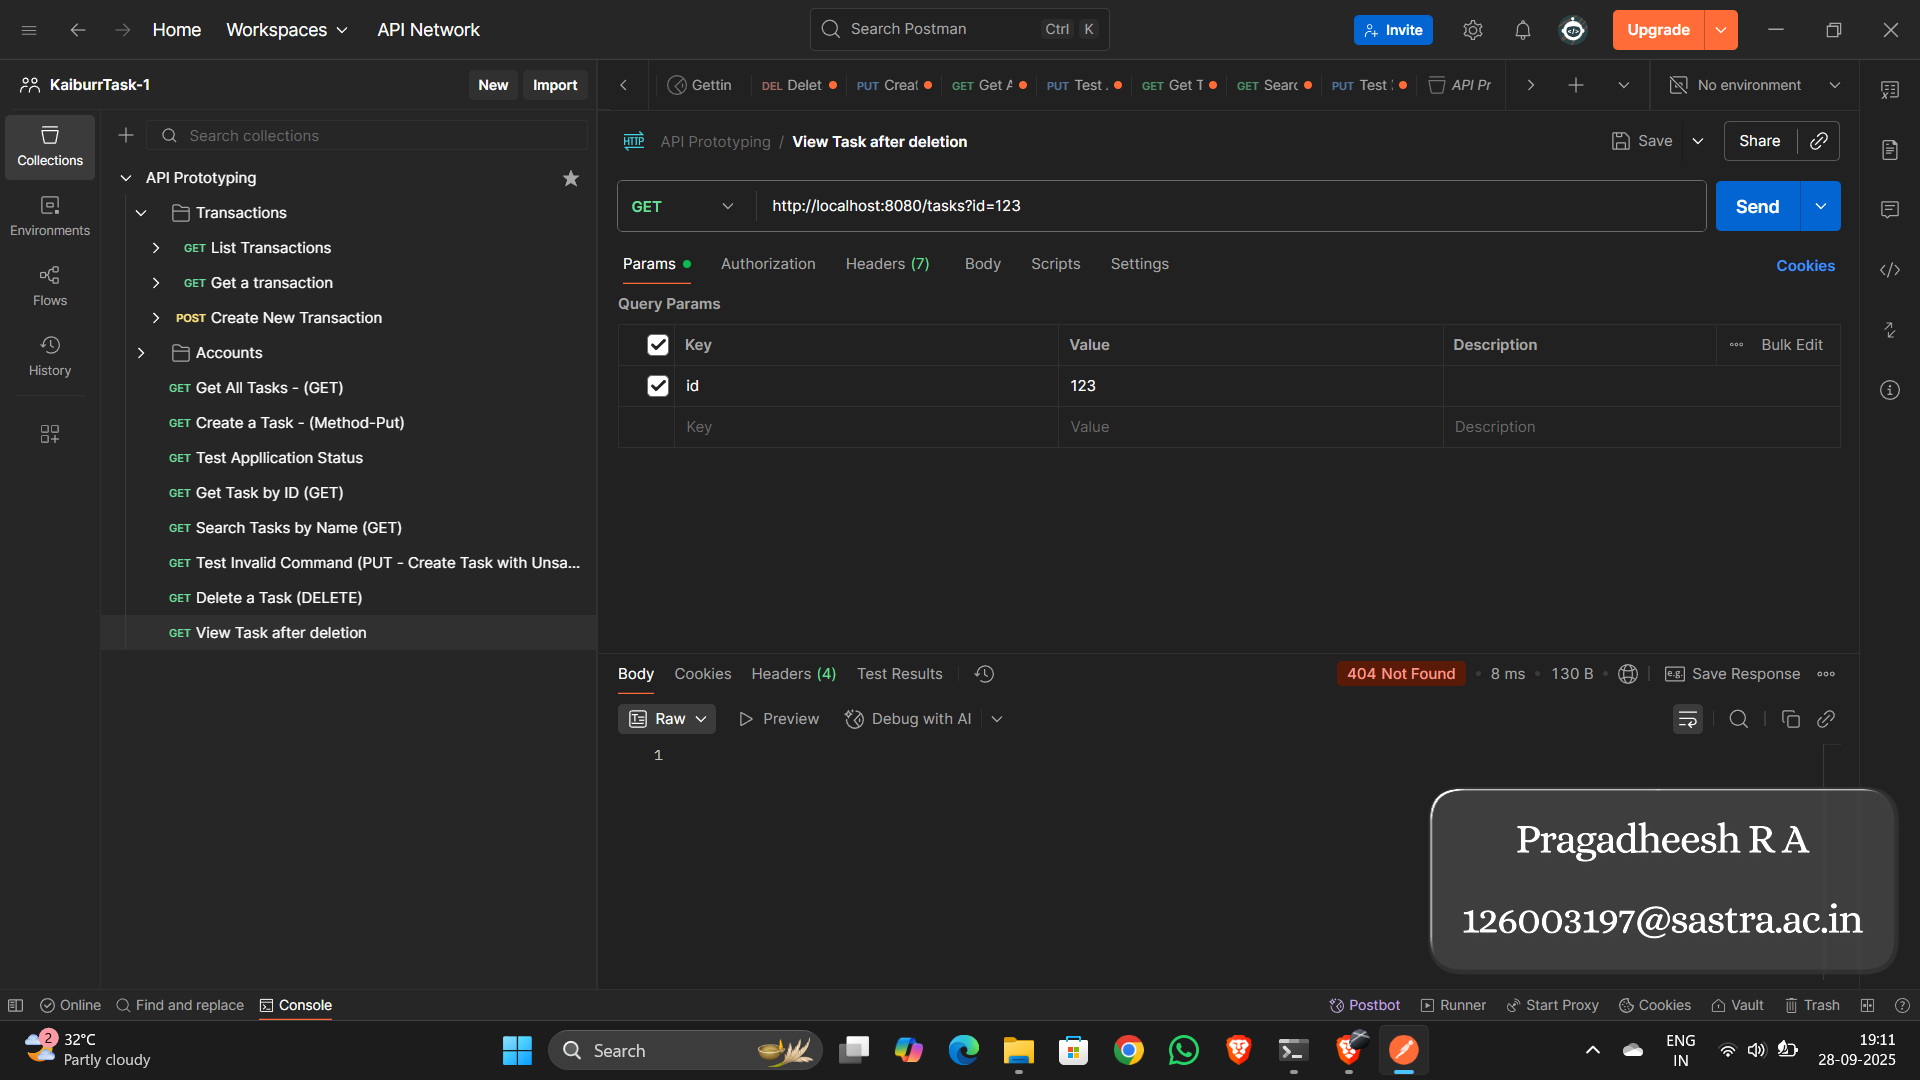 Home
Workspaces
API Network
Search Postman
Ctrl
K
Invite
Upgrade
KaiburrTask-1
New
Import
Gettin
DEL Delet
PUT Creat
GET Get A
PUT Test .
GET Get T
GET Searc
PUT Test
API Pr
No environment
Collections
Environments
Flows
History
Search collections
API Prototyping
Transactions
GET List Transactions
GET Get a transaction
POST Create New Transaction
Accounts
GET Get All Tasks - (GET)
GET Create a Task - (Method-Put)
GET Test Appllication Status
GET Get Task by ID (GET)
GET Search Tasks by Name (GET)
GET Test Invalid Command (PUT - Create Task with Unsa...
GET Delete a Task (DELETE)
GET View Task after deletion
HTTP
API Prototyping / View Task after deletion
Save
Share
GET
http://localhost:8080/tasks?id=123
Send
Params
Authorization
Headers (7)
Body
Scripts
Settings
Cookies
Query Params
Key
Value
Description
Bulk Edit
id
123
Key
Value
Description
Body
Cookies
Headers (4)
Test Results
404 Not Found
8 ms
130 B
e.g.
Save Response
Raw
Preview
Debug with AI
1
Pragadheesh R A
126003197@sastra.ac.in
Online
Find and replace
Console
Postbot
Runner
Start Proxy
Cookies
Vault
Trash
2
32°C
Partly cloudy
Search
ENG
IN
19:11
28-09-2025